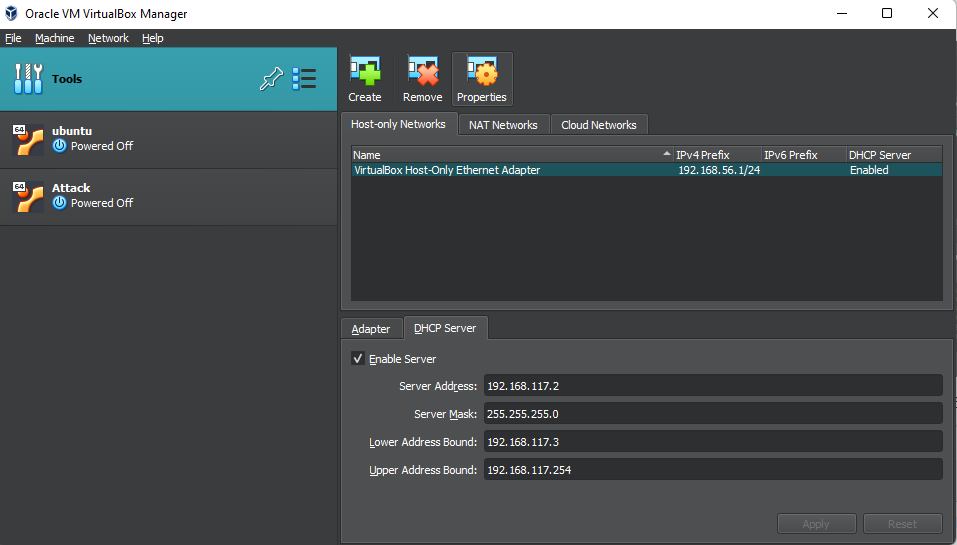 Oracle VM VirtualBox Manager
File Machine Network Help
Tools
64
ubuntu
Powered Off
64
Attack
Powered Off
Create Remove Properties
Host-only Networks NAT Networks Cloud Networks
Name IPv4 Prefix IPv6 Prefix DHCP Server
VirtualBox Host-Only Ethernet Adapter 192.168.56.1/24 Enabled
Adapter DHCP Server
Enable Server
Server Address: 192.168.117.2
Server Mask: 255.255.255.0
Lower Address Bound: 192.168.117.3
Upper Address Bound: 192.168.117.254
Apply Reset